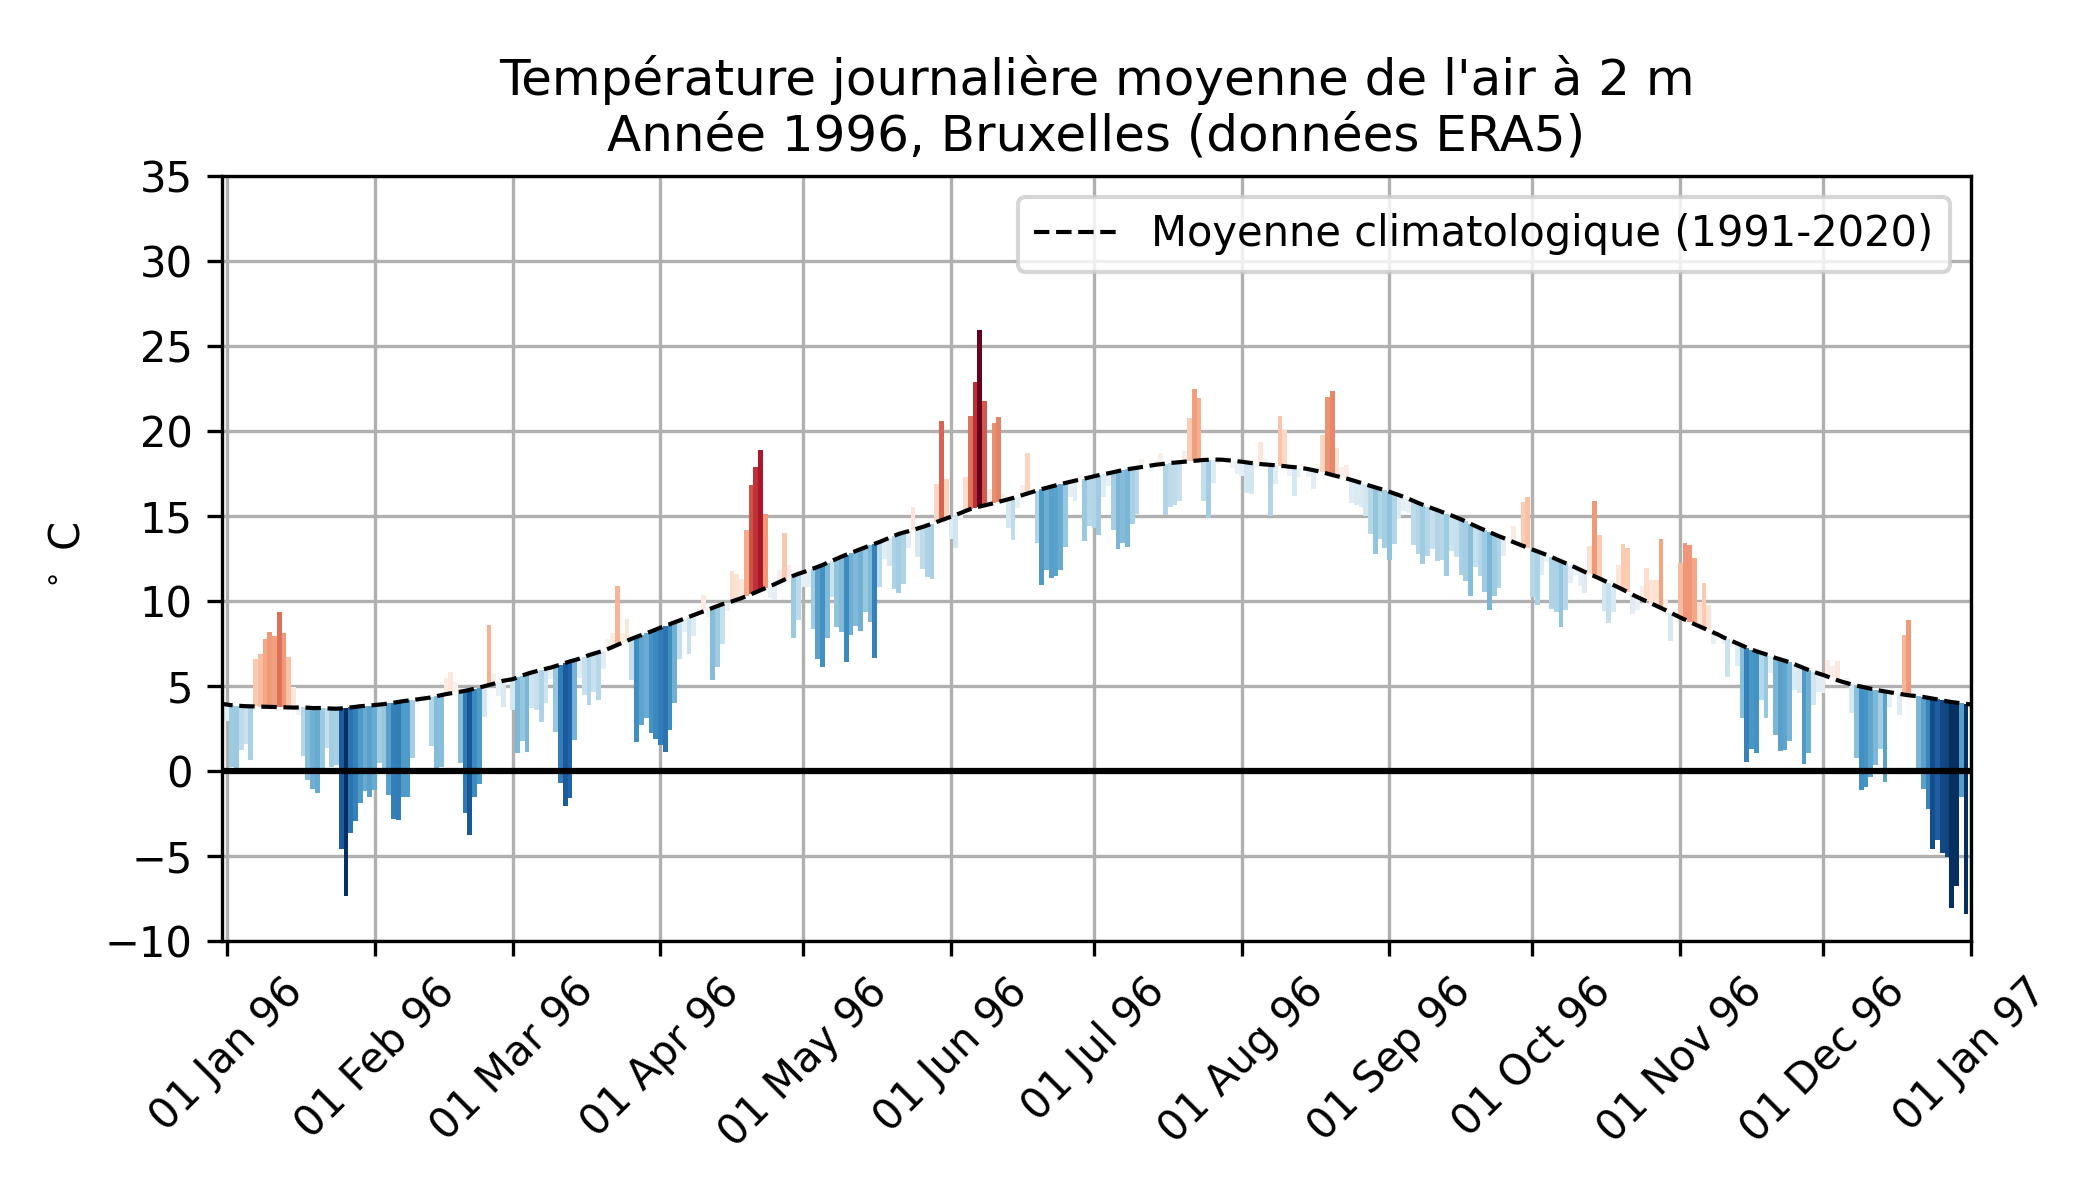 Température journalière moyenne de l'air à 2 m
Année 1996, Bruxelles (données ERA5)
Moyenne climatologique (1991-2020)
° C
35
30
25
20
15
10
5
0
−5
−10
01 Jan 96
01 Feb 96
01 Mar 96
01 Apr 96
01 May 96
01 Jun 96
01 Jul 96
01 Aug 96
01 Sep 96
01 Oct 96
01 Nov 96
01 Dec 96
01 Jan 97